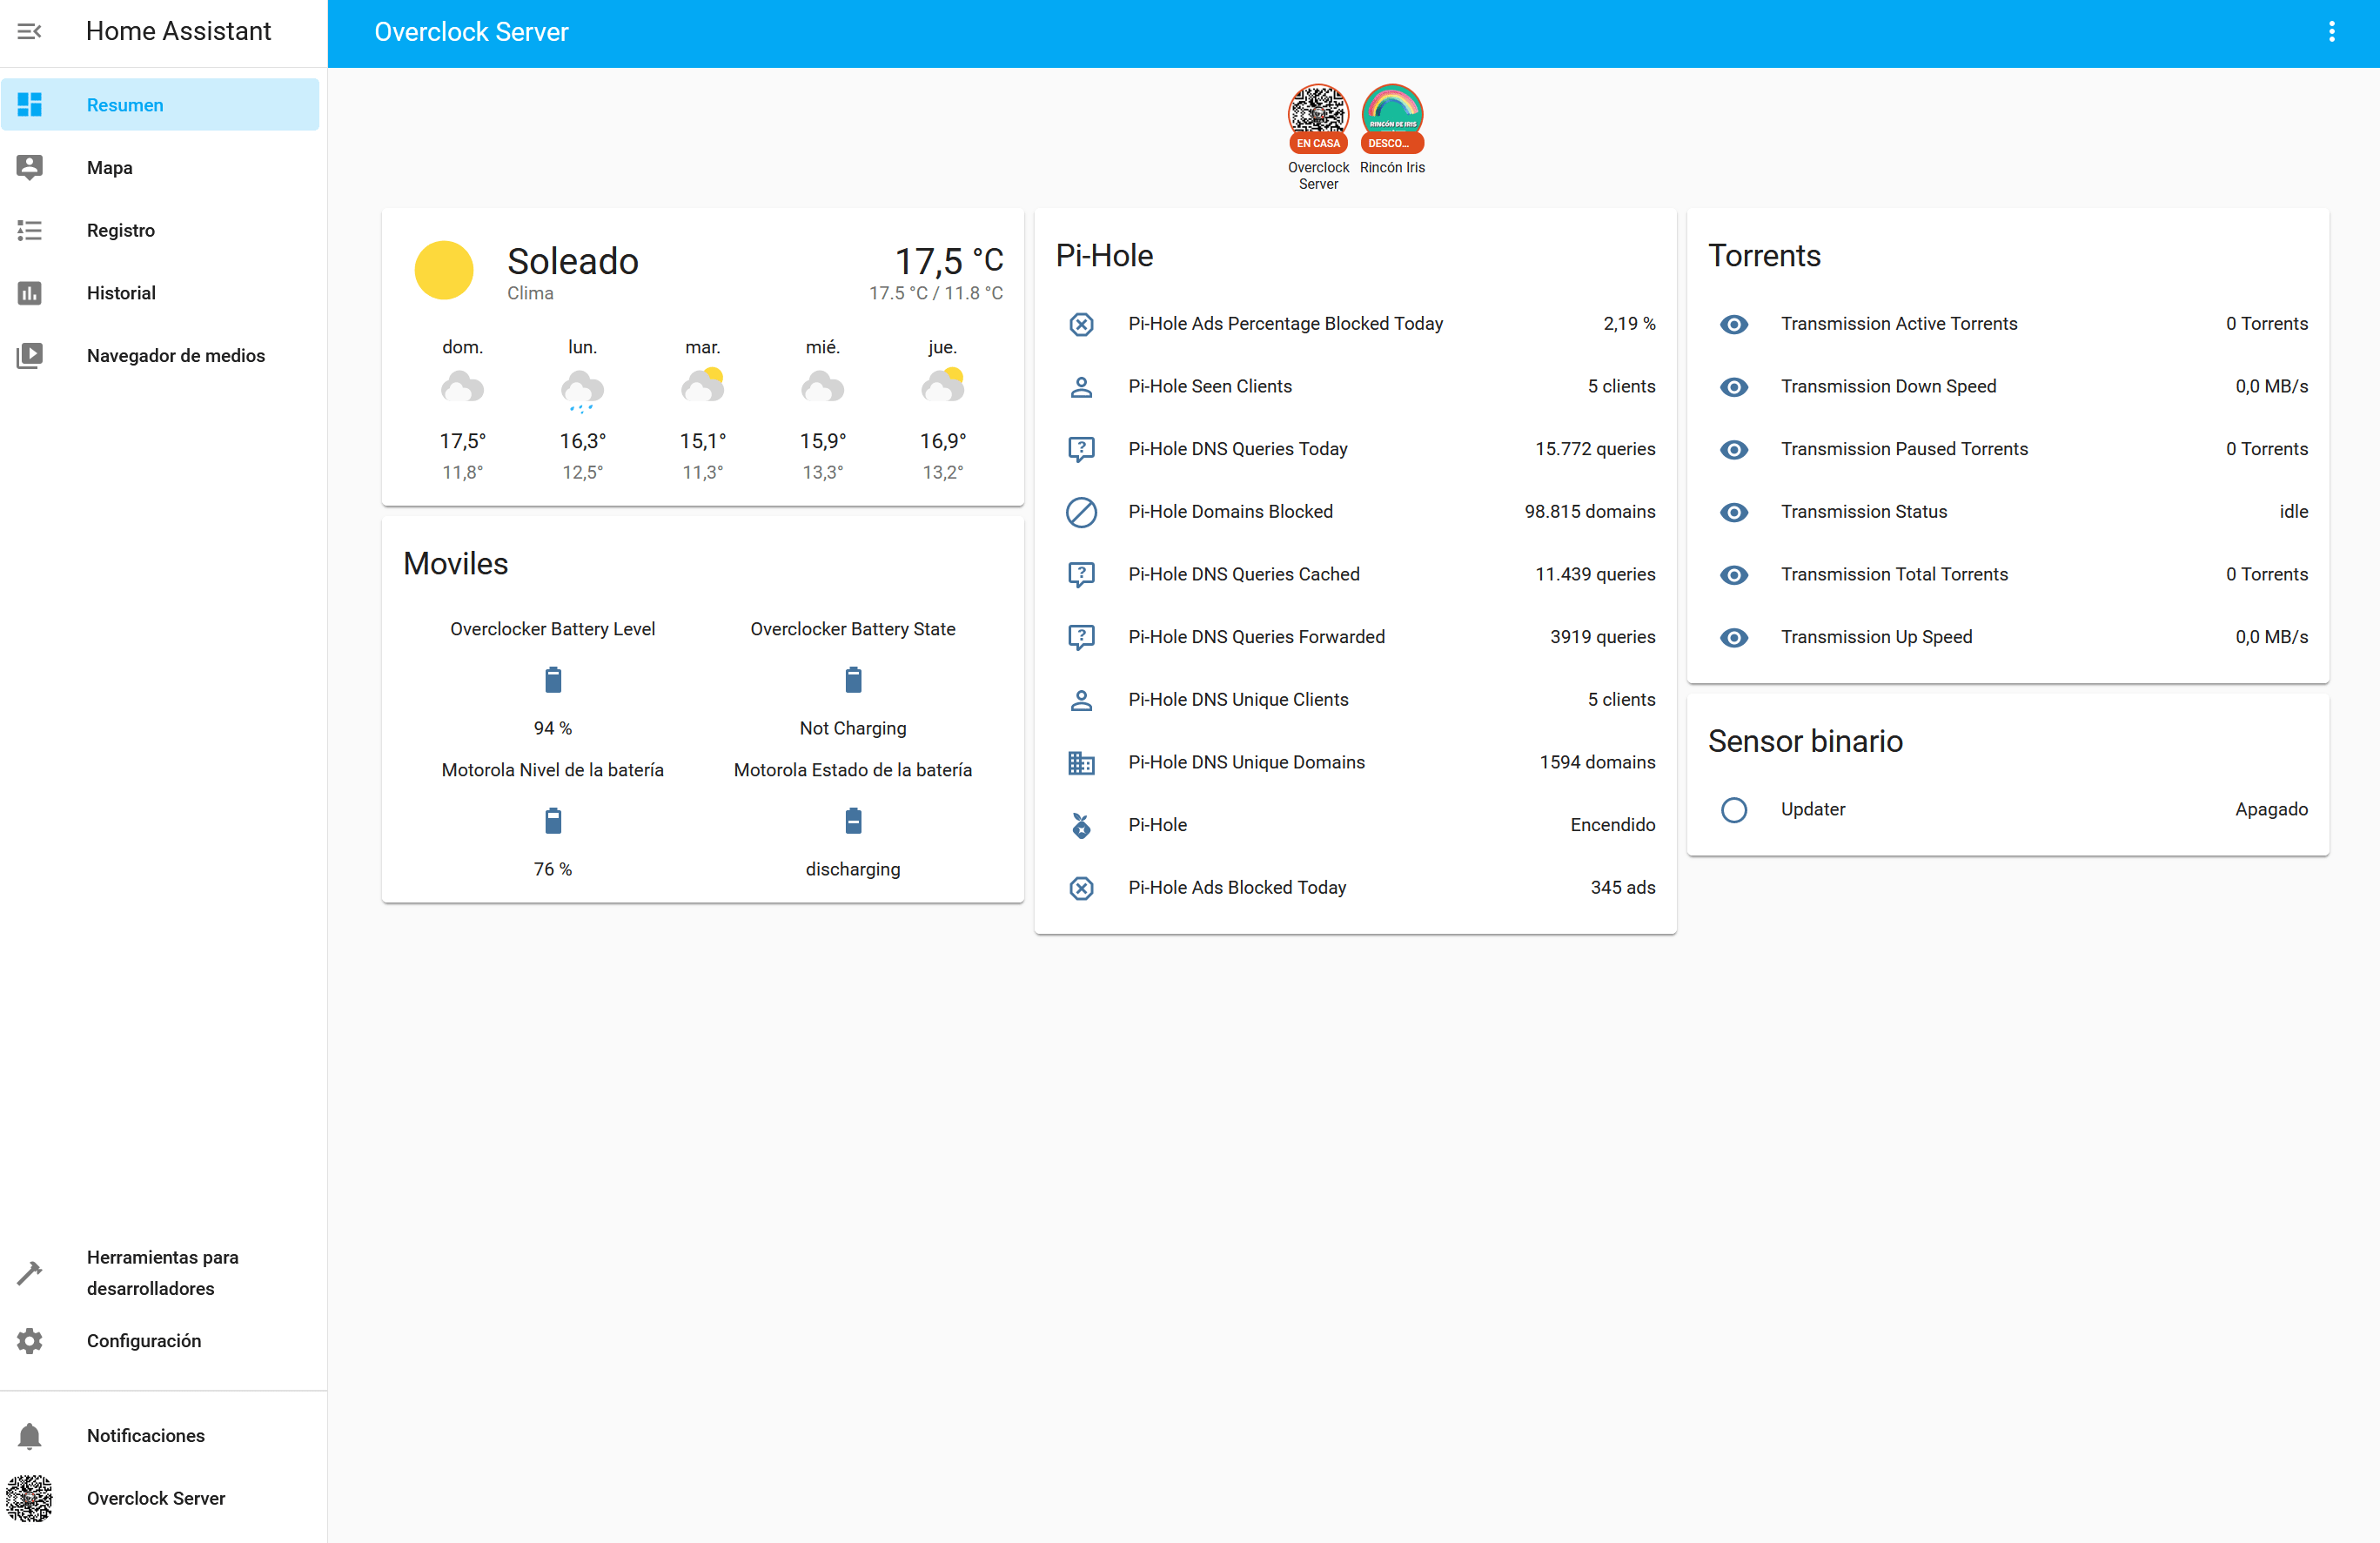 Home Assistant
Overclock Server
Resumen
Mapa
Registro
Historial
Navegador de medios
Herramientas para
desarrolladores
Configuración
Notificaciones
Overclock Server
RINCÓN DE IRIS
EN CASA
DESCO...
Overclock
Server
Rincón Iris
Soleado
17,5 °C
Clima
17.5 °C / 11.8 °C
dom. lun. mar. mié. jue.
17,5° 16,3° 15,1° 15,9° 16,9°
11,8° 12,5° 11,3° 13,3° 13,2°
Moviles
Overclocker Battery Level
Overclocker Battery State
94 %
Not Charging
Motorola Nivel de la batería
Motorola Estado de la batería
76 %
discharging
Pi-Hole
Pi-Hole Ads Percentage Blocked Today 2,19 %
Pi-Hole Seen Clients 5 clients
Pi-Hole DNS Queries Today 15.772 queries
Pi-Hole Domains Blocked 98.815 domains
Pi-Hole DNS Queries Cached 11.439 queries
Pi-Hole DNS Queries Forwarded 3919 queries
Pi-Hole DNS Unique Clients 5 clients
Pi-Hole DNS Unique Domains 1594 domains
Pi-Hole Encendido
Pi-Hole Ads Blocked Today 345 ads
Torrents
Transmission Active Torrents 0 Torrents
Transmission Down Speed 0,0 MB/s
Transmission Paused Torrents 0 Torrents
Transmission Status idle
Transmission Total Torrents 0 Torrents
Transmission Up Speed 0,0 MB/s
Sensor binario
Updater Apagado